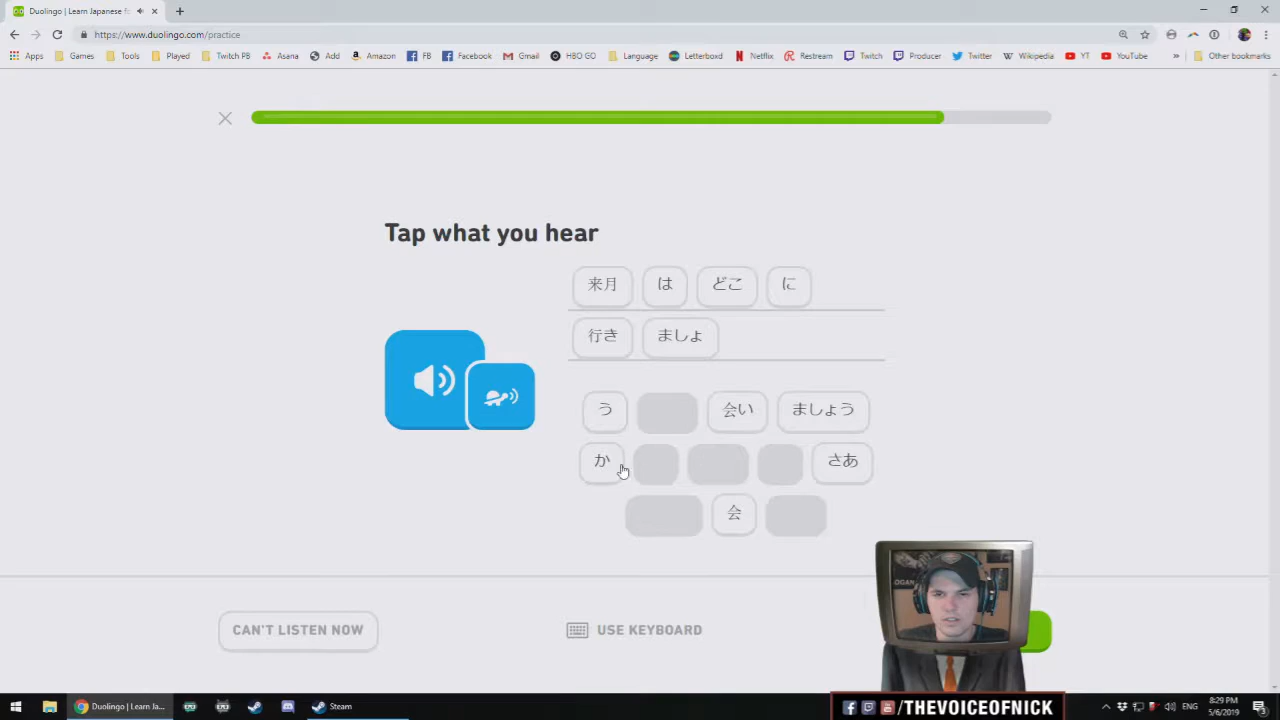 Duolingo | Learn Japanese fo
https://www.duolingo.com/practice
Apps Games Tools Played Twitch PB Asana Add Amazon FB Facebook Gmail HBO GO Language Letterboxd Netflix Restream Twitch Producer Twitter Wikipedia YT YouTube » Other bookmarks
Tap what you hear
来月 は どこ に
行き ましょ
う 会い ましょう
か さあ
会
CAN'T LISTEN NOW
USE KEYBOARD
OGAN
/THEVOICEOFNICK
Duolingo | Learn Ja...
Steam
ENG
8:29 PM
5/6/2019